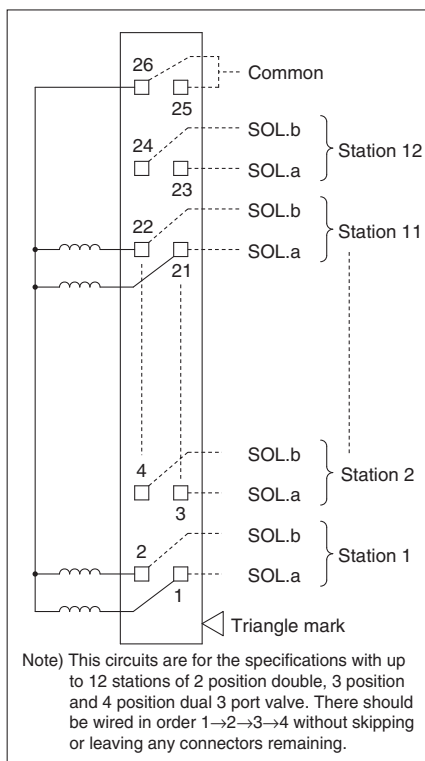 26
Common
25
SOL.b
24
Station 12
SOL.a
23
22
SOL.b
Station 11
SOL.a
21
SOL.b
4
Station 2
SOL.a
3
SOL.b
2
Station 1
SOL.a
1
Triangle mark
Note) This circuits are for the specifications with up
to 12 stations of 2 position double, 3 position
and 4 position dual 3 port valve. There should
be wired in order 1→2→3→4 without skipping
or leaving any connectors remaining.